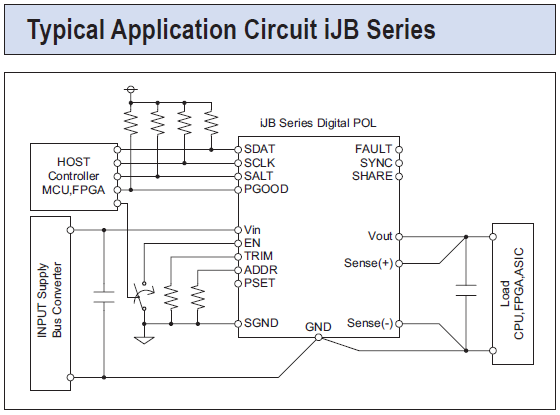 Typical Application Circuit iJB Series
iJB Series Digital POL
HOST
Controller
MCU,FPGA
SDAT
SCLK
SALT
PGOOD
FAULT
SYNC
SHARE
INPUT Supply
Bus Converter
Vin
EN
TRIM
ADDR
PSET
SGND
GND
Vout
Sense(+)
Sense(-)
Load
CPU,FPGA,ASIC